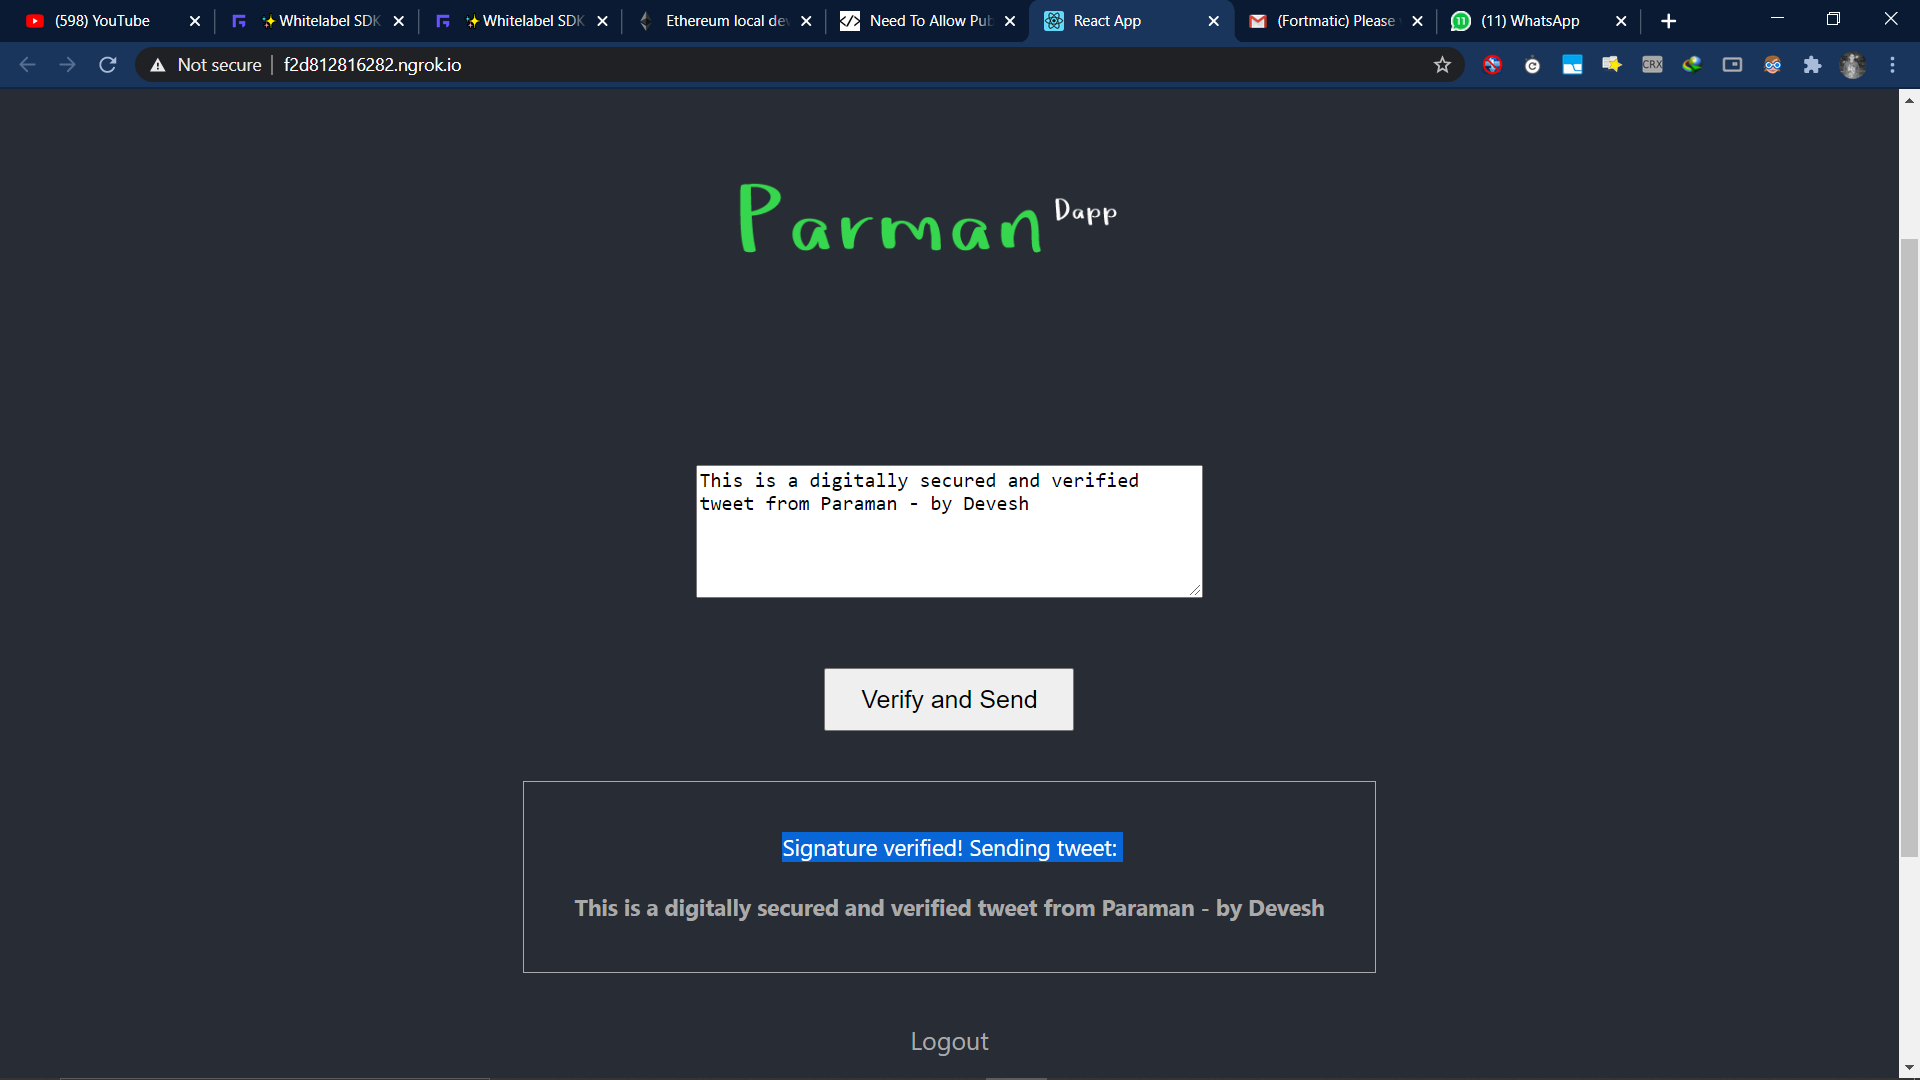 (598) YouTube
✨Whitelabel SDK
✨Whitelabel SDK
Ethereum local de
Need To Allow Pu
React App
(Fortmatic) Please
(11) WhatsApp
Not secure
f2d812816282.ngrok.io
CRX
Parman Dapp
This is a digitally secured and verified
tweet from Paraman - by Devesh
Verify and Send
Signature verified! Sending tweet:
This is a digitally secured and verified tweet from Paraman - by Devesh
Logout